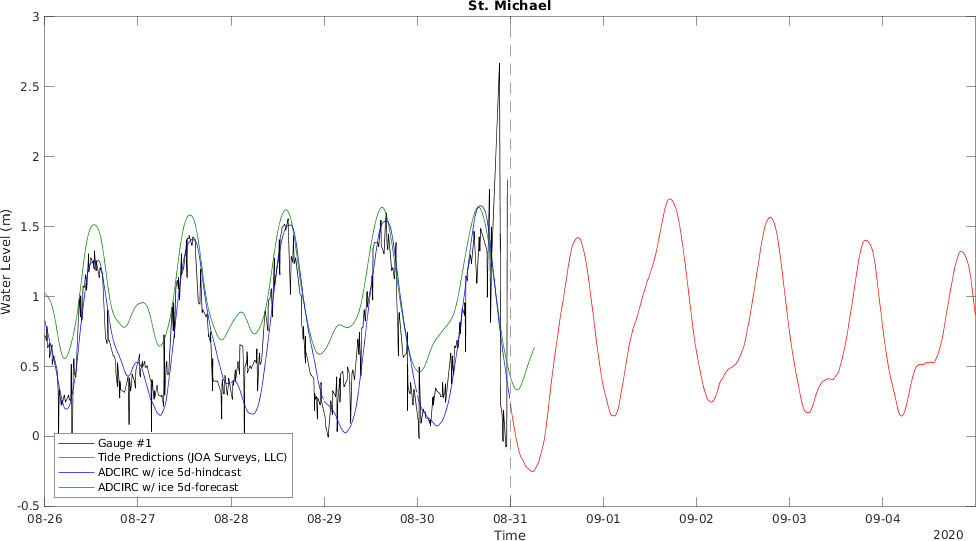 St. Michael
3
2.5
2
1.5
1
0.5
0
-0.5
Water Level (m)
Gauge #1
Tide Predictions (JOA Surveys, LLC)
ADCIRC w/ ice 5d-hindcast
ADCIRC w/ ice 5d-forecast
08-26 08-27 08-28 08-29 08-30 08-31 09-01 09-02 09-03 09-04
Time
2020